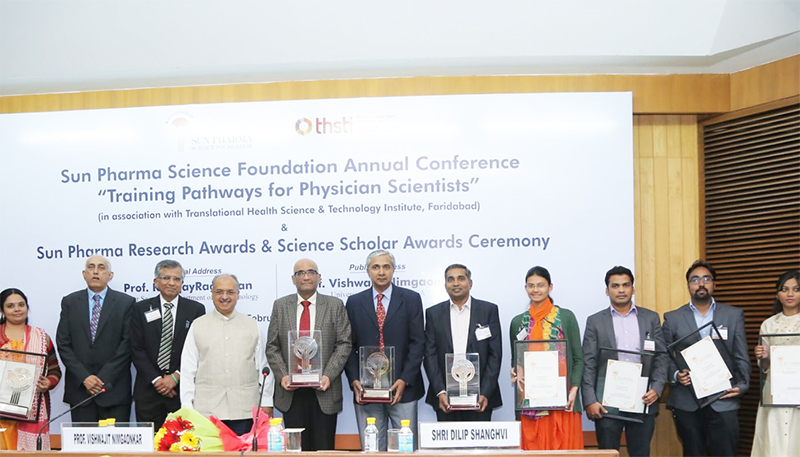 SUN PHARMA
thsti
Sun Pharma Science Foundation Annual Conference
“Training Pathways for Physician Scientists”
(in association with Translational Health Science & Technology Institute, Faridabad)
&
Sun Pharma Research Awards & Science Scholar Awards Ceremony
Address
Prof.
PROF. VISHWAJIT NIMGAONKAR
SHRI DILIP SHANGHVI